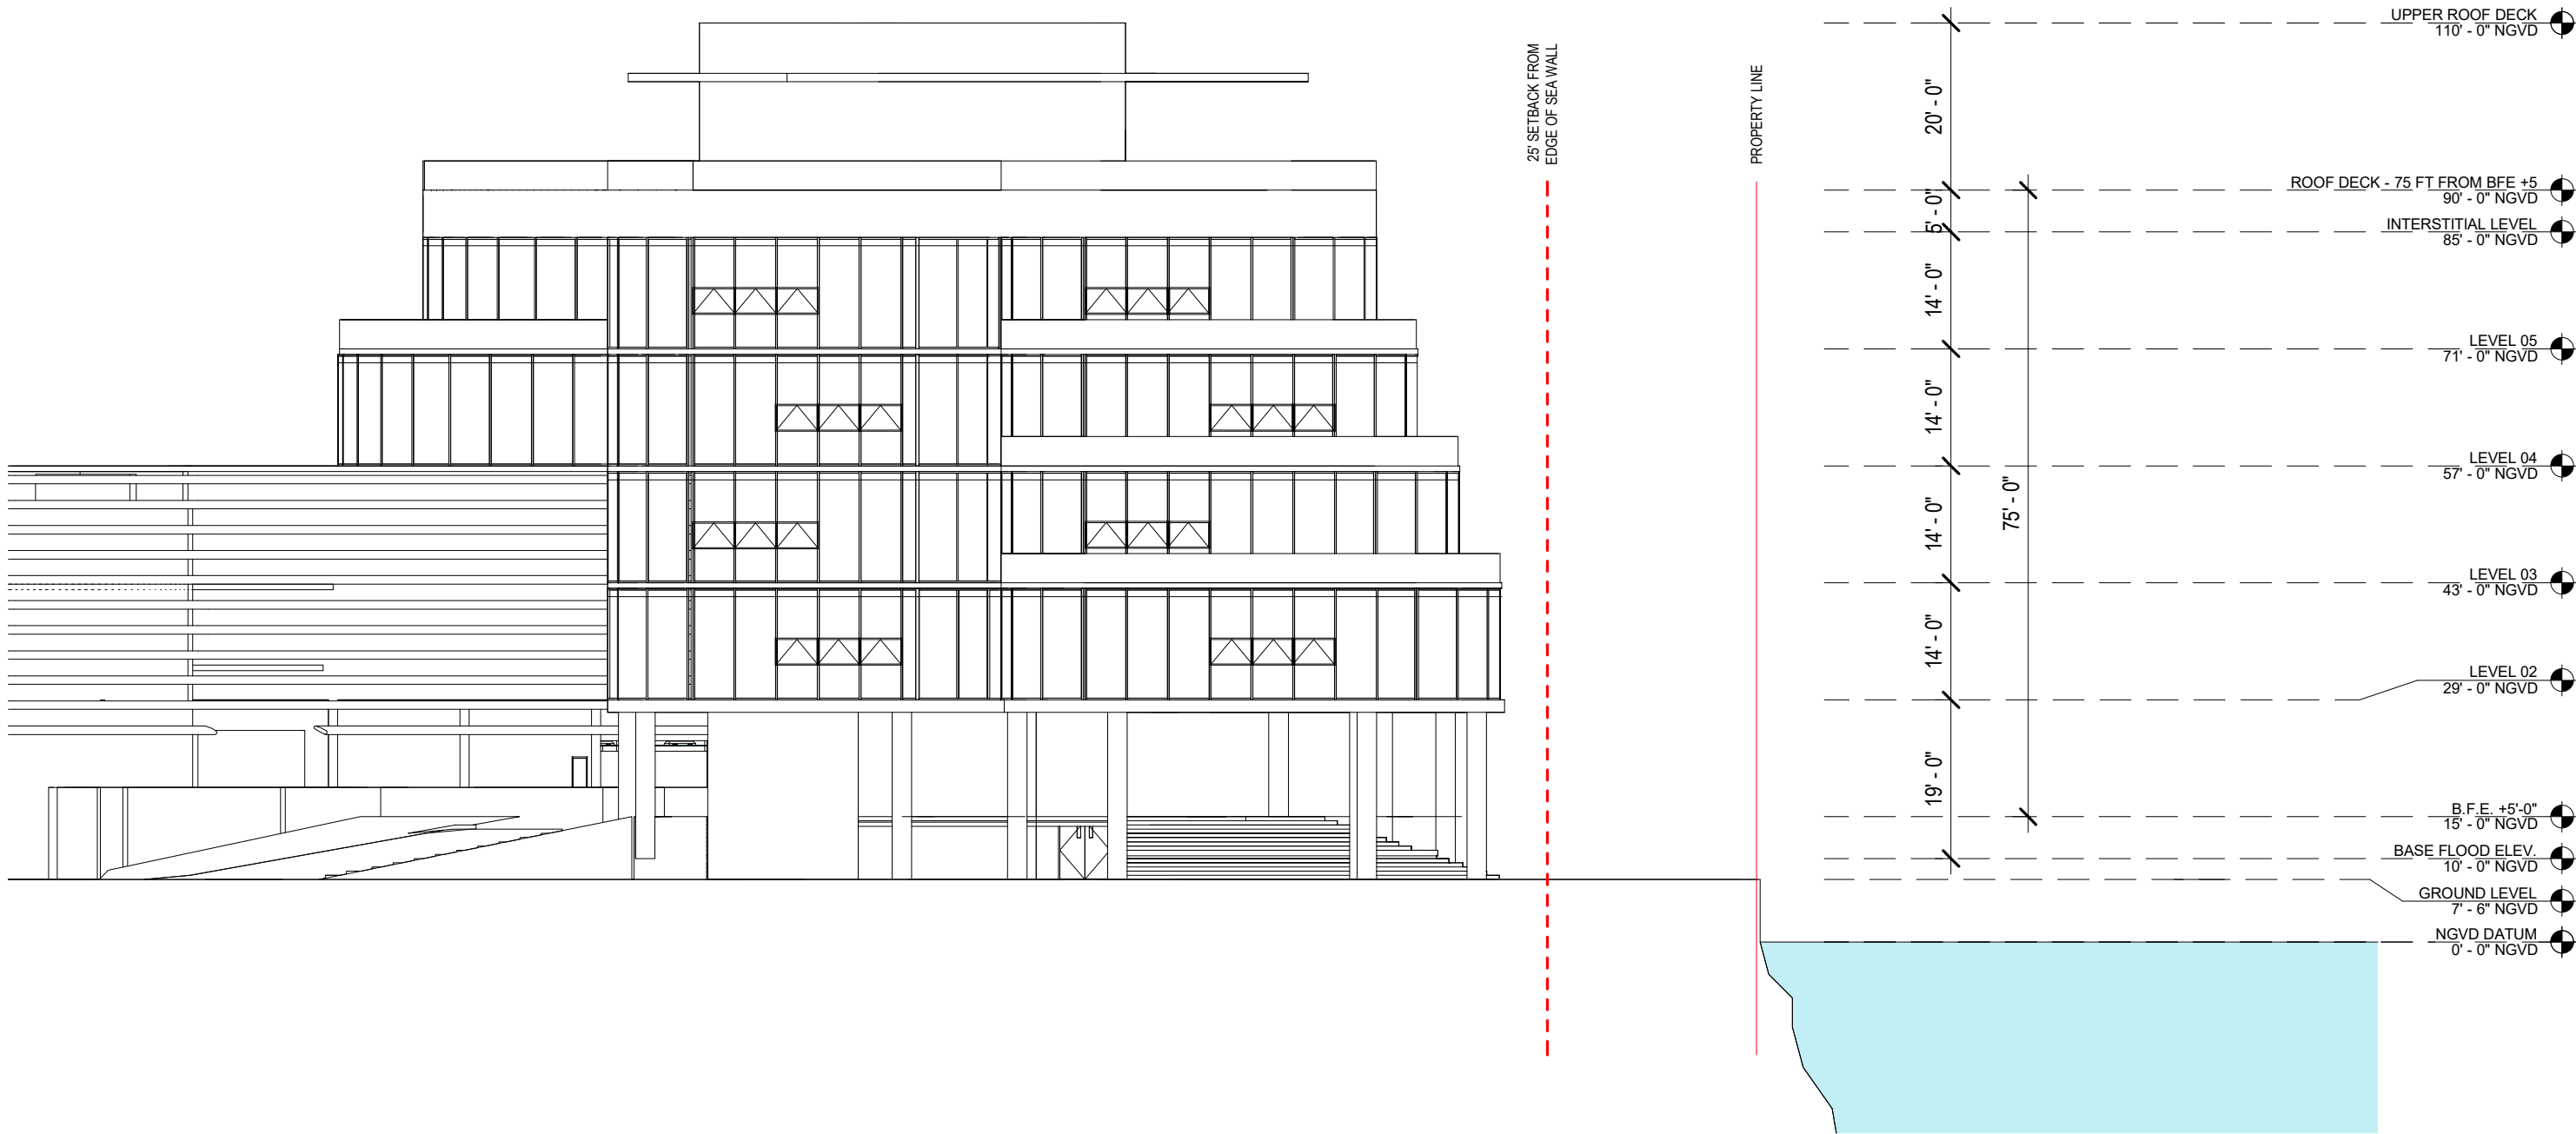 25' SETBACK FROM
EDGE OF SEA WALL
PROPERTY LINE
20' - 0"
5' - 0"
14' - 0"
14' - 0"
14' - 0"
14' - 0"
19' - 0"
75' - 0"
UPPER ROOF DECK
110' - 0" NGVD
ROOF DECK - 75 FT FROM BFE +5
90' - 0" NGVD
INTERSTITIAL LEVEL
85' - 0" NGVD
LEVEL 05
71' - 0" NGVD
LEVEL 04
57' - 0" NGVD
LEVEL 03
43' - 0" NGVD
LEVEL 02
29' - 0" NGVD
B.F.E. +5'-0"
15' - 0" NGVD
BASE FLOOD ELEV.
10' - 0" NGVD
GROUND LEVEL
7' - 6" NGVD
NGVD DATUM
0' - 0" NGVD